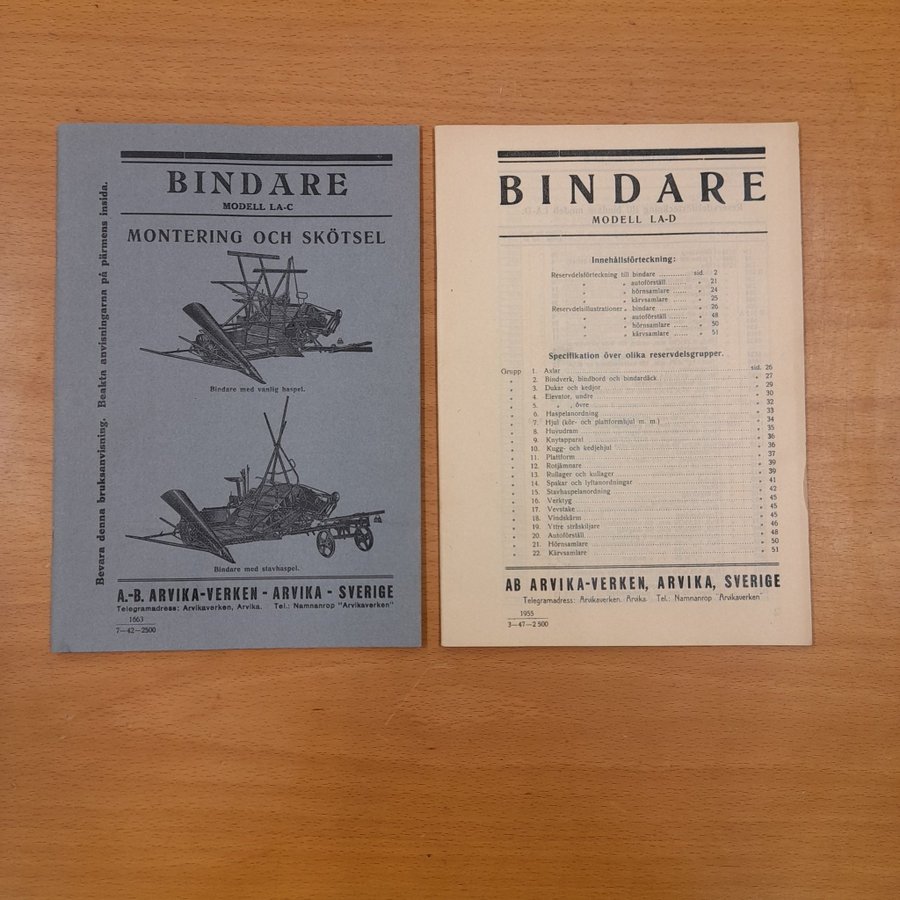 BINDARE
MODELL LA-C
MONTERING OCH SKÖTSEL
Bevara denna bruksanvisning. Beakta anvisningarna på pärmens insida.
Bindare med vanlig haspel.
Bindare med stavhaspel.
A.-B. ARVIKA-VERKEN - ARVIKA - SVERIGE
Telegramadress: Arvikaverken, Arvika. Tel.: Namnanrop "Arvikaverken"
1663
7—42—2500
BINDARE
MODELL LA-D
Innehållsförteckning:
Reservdelsförteckning till bindare .......... sid. 2
" " autoförställ ...... " 21
" " hörnsamlare ...... " 24
" " kärvsamlare ...... " 25
Reservdelsillustrationer " bindare .......... " 26
" " autoförställ ...... " 48
" " hörnsamlare ...... " 50
" " kärvsamlare ...... " 51
Specifikation över olika reservdelsgrupper.
Grupp 1. Axlar sid. 26
" 2. Bindverk, bindbord och bindardäck " 27
" 3. Dukar och kedjor " 29
" 4. Elevator, undre " 30
" 5. " , övre " 32
" 6. Haspelanordning " 33
" 7. Hjul (kör- och plattformhjul m. m.) " 34
" 8. Huvudram " 35
" 9. Knytapparat " 36
" 10. Kugg- och kedjehjul " 36
" 11. Plattform " 37
" 12. Rotjämnare " 39
" 13. Rullager och kullager " 39
" 14. Spakar och lyftanordningar " 41
" 15. Stavhaspelanordning " 42
" 16. Verktyg " 45
" 17. Vevstake " 45
" 18. Vindskärm " 45
" 19. Yttre stråskiljare " 46
" 20. Autoförställ " 48
" 21. Hörnsamlare " 50
" 22. Kärvsamlare " 51
AB ARVIKA-VERKEN, ARVIKA, SVERIGE
Telegramadress: Arvikaverken, Arvika. Tel.: Namnanrop "Arvikaverken"
1955
3—47—2 500